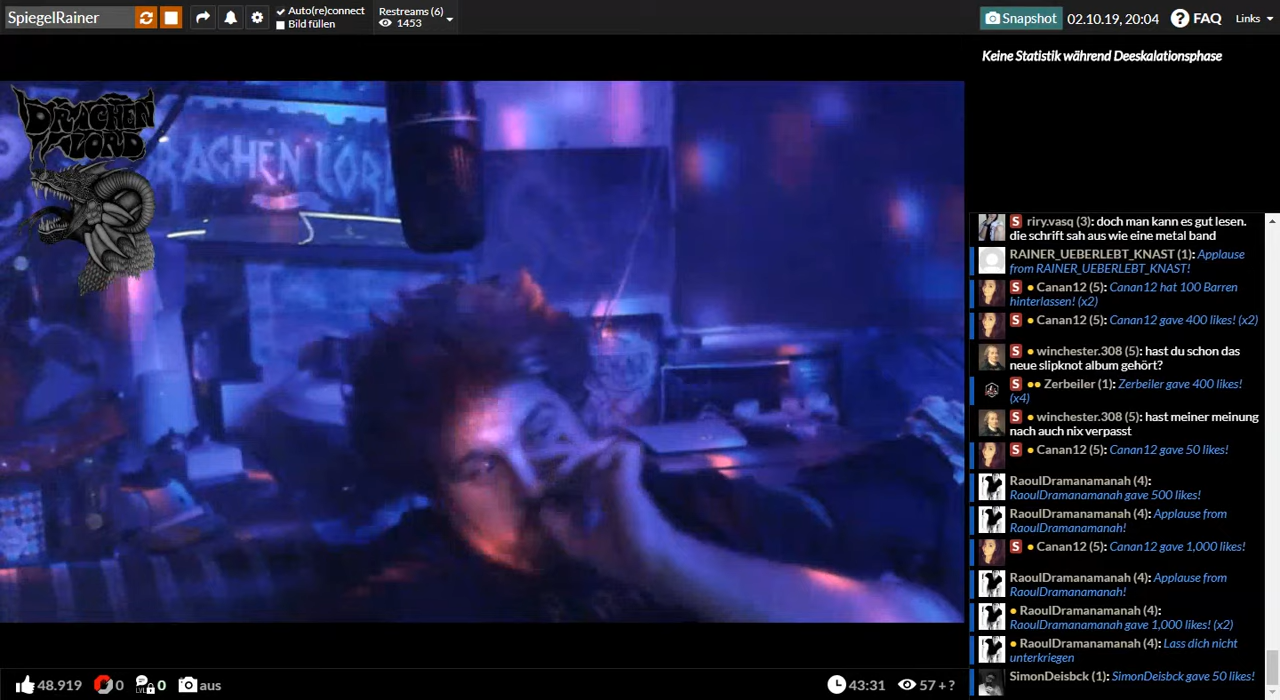 SpiegelRainer
Auto(re)connect
Bild füllen
Restreams (6)
1453
Snapshot
02.10.19, 20:04
FAQ
Links
Keine Statistik während Deeskalationsphase
DRACHEN
LORD
RACHEN LORD
riry.vasq (3): doch man kann es gut lesen.
die schrift sah aus wie eine metal band
RAINER_UEBERLEBT_KNAST (1): Applause
from RAINER_UEBERLEBT_KNAST!
Canan12 (5): Canan12 hat 100 Barren
hinterlassen! (x2)
Canan12 (5): Canan12 gave 400 likes! (x2)
winchester.308 (5): hast du schon das
neue slipknot album gehört?
Zerbeiler (1): Zerbeiler gave 400 likes!
(x4)
winchester.308 (5): hast meiner meinung
nach auch nix verpasst
Canan12 (5): Canan12 gave 50 likes!
RaoulDramanamanah (4):
RaoulDramanamanah gave 500 likes!
RaoulDramanamanah (4): Applause from
RaoulDramanamanah!
Canan12 (5): Canan12 gave 1,000 likes!
RaoulDramanamanah (4): Applause from
RaoulDramanamanah!
RaoulDramanamanah (4):
RaoulDramanamanah gave 1,000 likes! (x2)
RaoulDramanamanah (4): Lass dich nicht
unterkriegen
SimonDeisbck (1): SimonDeisbck gave 50 likes!
48.919
0
LVL
0
aus
43:31
57 + ?